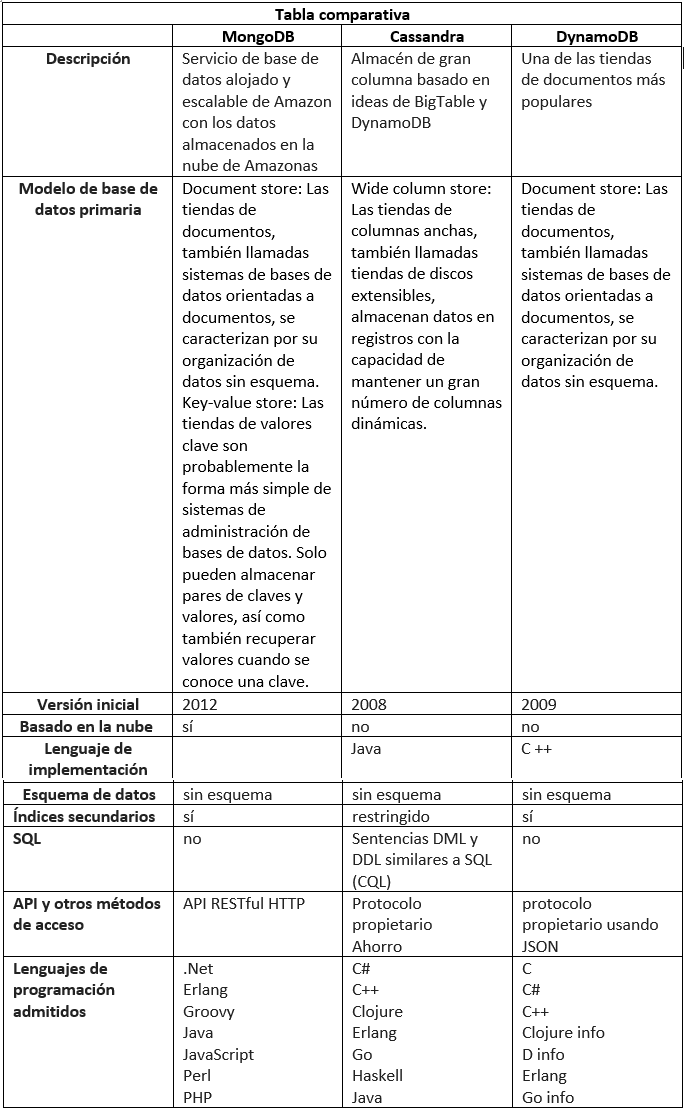 Tabla comparativa
MongoDB
Cassandra
DynamoDB
Descripción
Servicio de base de
datos alojado y
escalable de Amazon
con los datos
almacenados en la
nube de Amazonas
Almacén de gran
columna basado en
ideas de BigTable y
DynamoDB
Una de las tiendas
de documentos más
populares
Modelo de base de
datos primaria
Document store: Las
tiendas de
documentos,
también llamadas
sistemas de bases de
datos orientadas a
documentos, se
caracterizan por su
organización de
datos sin esquema.
Key-value store: Las
tiendas de valores
clave son
probablemente la
forma más simple de
sistemas de
administración de
bases de datos. Solo
pueden almacenar
pares de claves y
valores, así como
también recuperar
valores cuando se
conoce una clave.
Wide column store:
Las tiendas de
columnas anchas,
también llamadas
tiendas de discos
extensibles,
almacenan datos en
registros con la
capacidad de
mantener un gran
número de columnas
dinámicas.
Document store: Las
tiendas de
documentos,
también llamadas
sistemas de bases de
datos orientadas a
documentos, se
caracterizan por su
organización de
datos sin esquema.
Versión inicial
2012
2008
2009
Basado en la nube
sí
no
no
Lenguaje de
implementación
Java
C ++
Esquema de datos
sin esquema
sin esquema
sin esquema
Índices secundarios
sí
restringido
sí
SQL
no
Sentencias DML y
DDL similares a SQL
(CQL)
no
API y otros métodos
de acceso
API RESTful HTTP
Protocolo
propietario
Ahorro
protocolo
propietario usando
JSON
Lenguajes de
programación
admitidos
.Net
Erlang
Groovy
Java
JavaScript
Perl
PHP
C#
C++
Clojure
Erlang
Go
Haskell
Java
C
C#
C++
Clojure info
D info
Erlang
Go info